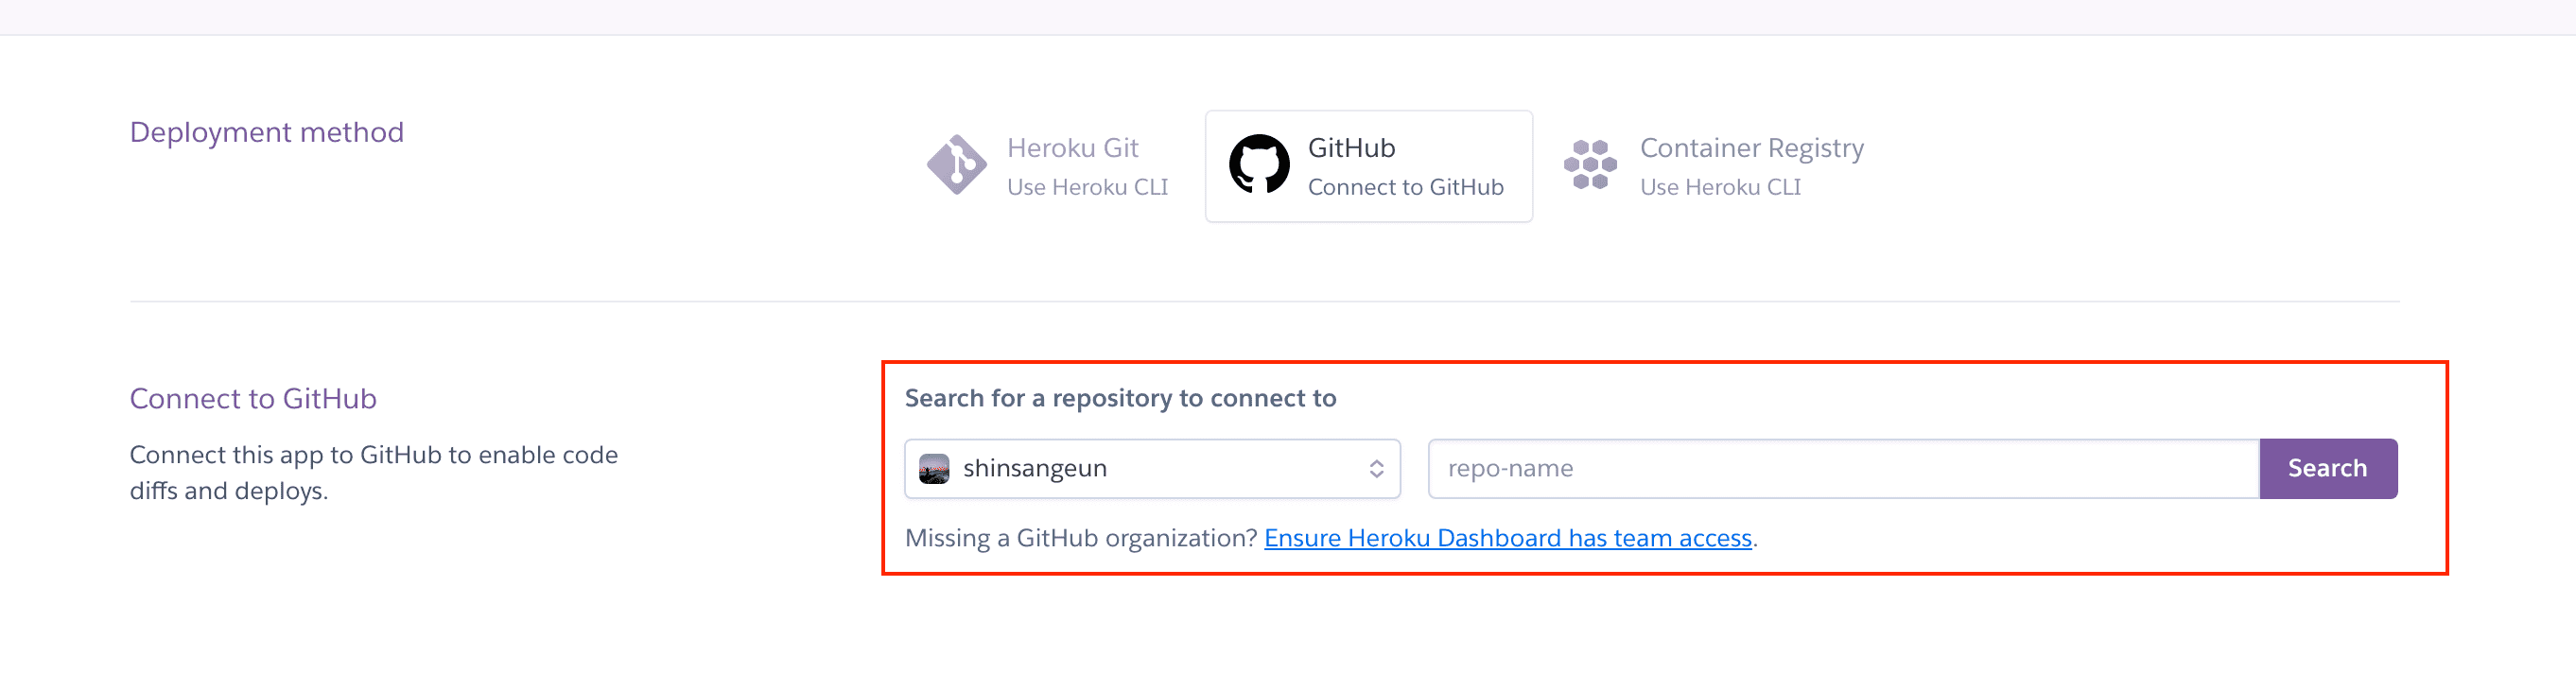 Deployment method
Heroku Git
Use Heroku CLI
GitHub
Connect to GitHub
Container Registry
Use Heroku CLI
Connect to GitHub
Connect this app to GitHub to enable code
diffs and deploys.
Search for a repository to connect to
shinsangeun
repo-name
Search
Missing a GitHub organization? Ensure Heroku Dashboard has team access.